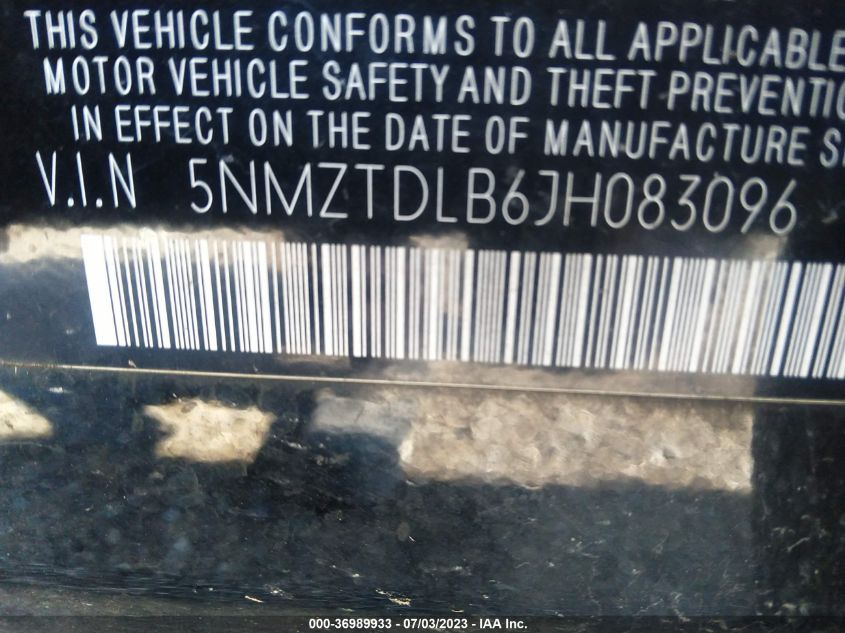 THIS VEHICLE CONFORMS TO ALL APPLICABLE
MOTOR VEHICLE SAFETY AND THEFT
IN EFFECT ON THE DATE OF MANUFACTURE
V.I.N 5NMZTDLB6JH083096
000-36989933 - 07/03/2023 - IAA Inc.